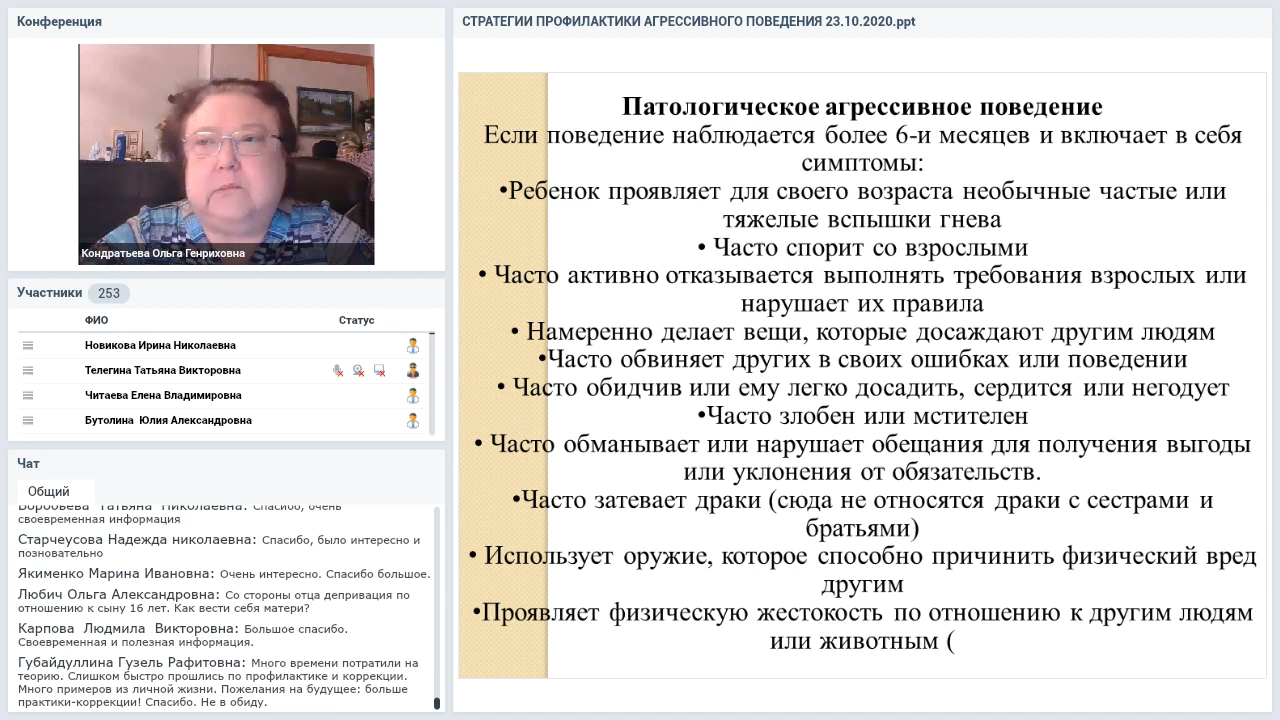 Конференция
Кондратьева Ольга Генриховна
Участники 253
ФИО Статус
Новикова Ирина Николаевна
Телегина Татьяна Викторовна
Читаева Елена Владимировна
Бутолина Юлия Александровна
Чат
Общий
Воробьева Татьяна Николаевна: Спасибо, очень
своевременная информация
Старчеусова Надежда николаевна: Спасибо, было интересно и
позновательно
Якименко Марина Ивановна: Очень интересно. Спасибо большое.
Любич Ольга Александровна: Со стороны отца депривация по
отношению к сыну 16 лет. Как вести себя матери?
Карпова Людмила Викторовна: Большое спасибо.
Своевременная и полезная информация.
Губайдуллина Гузель Рафитовна: Много времени потратили на
теорию. Слишком быстро прошлись по профилактике и коррекции.
Много примеров из личной жизни. Пожелания на будущее: больше
практики-коррекции! Спасибо. Не в обиду.
СТРАТЕГИИ ПРОФИЛАКТИКИ АГРЕССИВНОГО ПОВЕДЕНИЯ 23.10.2020.ppt
Патологическое агрессивное поведение
Если поведение наблюдается более 6-и месяцев и включает в себя
симптомы:
•Ребенок проявляет для своего возраста необычные частые или
тяжелые вспышки гнева
• Часто спорит со взрослыми
• Часто активно отказывается выполнять требования взрослых или
нарушает их правила
• Намеренно делает вещи, которые досаждают другим людям
•Часто обвиняет других в своих ошибках или поведении
• Часто обидчив или ему легко досадить, сердится или негодует
•Часто злобен или мстителен
• Часто обманывает или нарушает обещания для получения выгоды
или уклонения от обязательств.
•Часто затевает драки (сюда не относятся драки с сестрами и
братьями)
• Использует оружие, которое способно причинить физический вред
другим
•Проявляет физическую жестокость по отношению к другим людям
или животным (